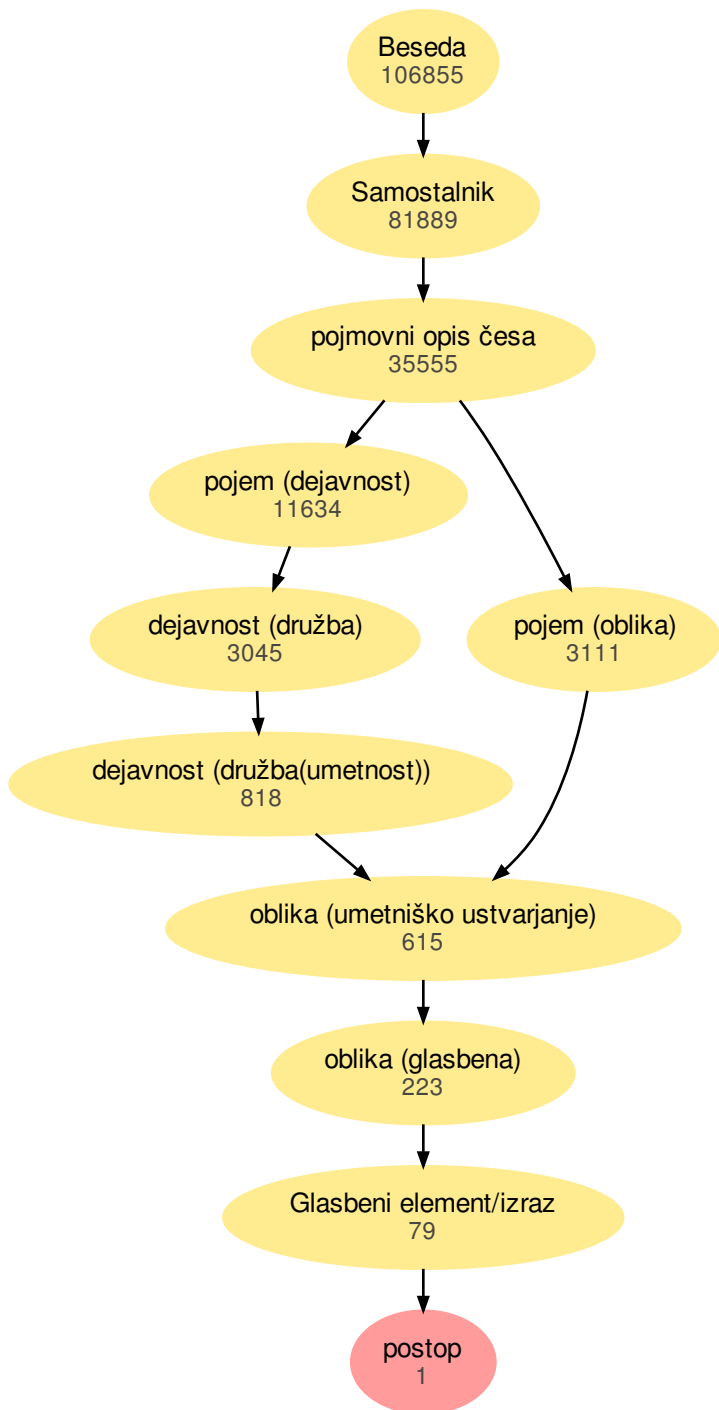 Beseda
106855
Samostalnik
81889
pojmovni opis česa
35555
pojem (dejavnost)
11634
dejavnost (družba)
3045
pojem (oblika)
3111
dejavnost (družba(umetnost))
818
oblika (umetniško ustvarjanje)
615
oblika (glasbena)
223
Glasbeni element/izraz
79
postop
1